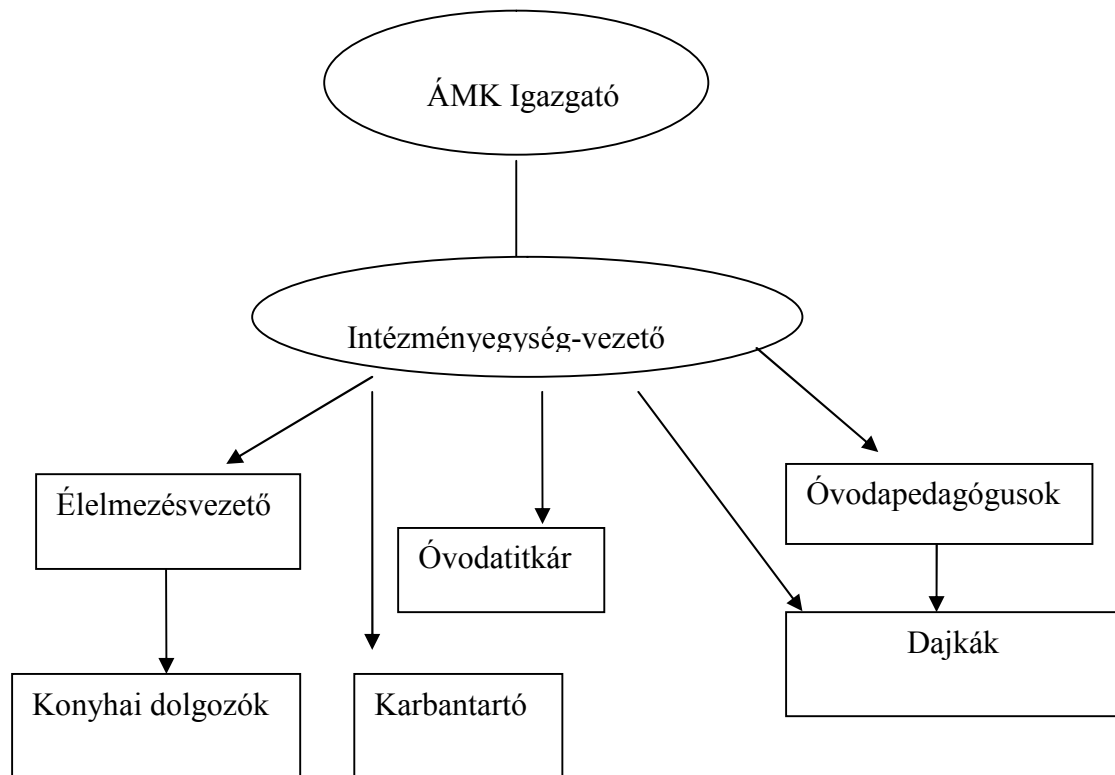 ÁMK Igazgató
Intézményegység-vezető
Élelmezésvezető
Óvodatitkár
Óvodapedagógusok
Konyhai dolgozók
Karbantartó
Dajkák